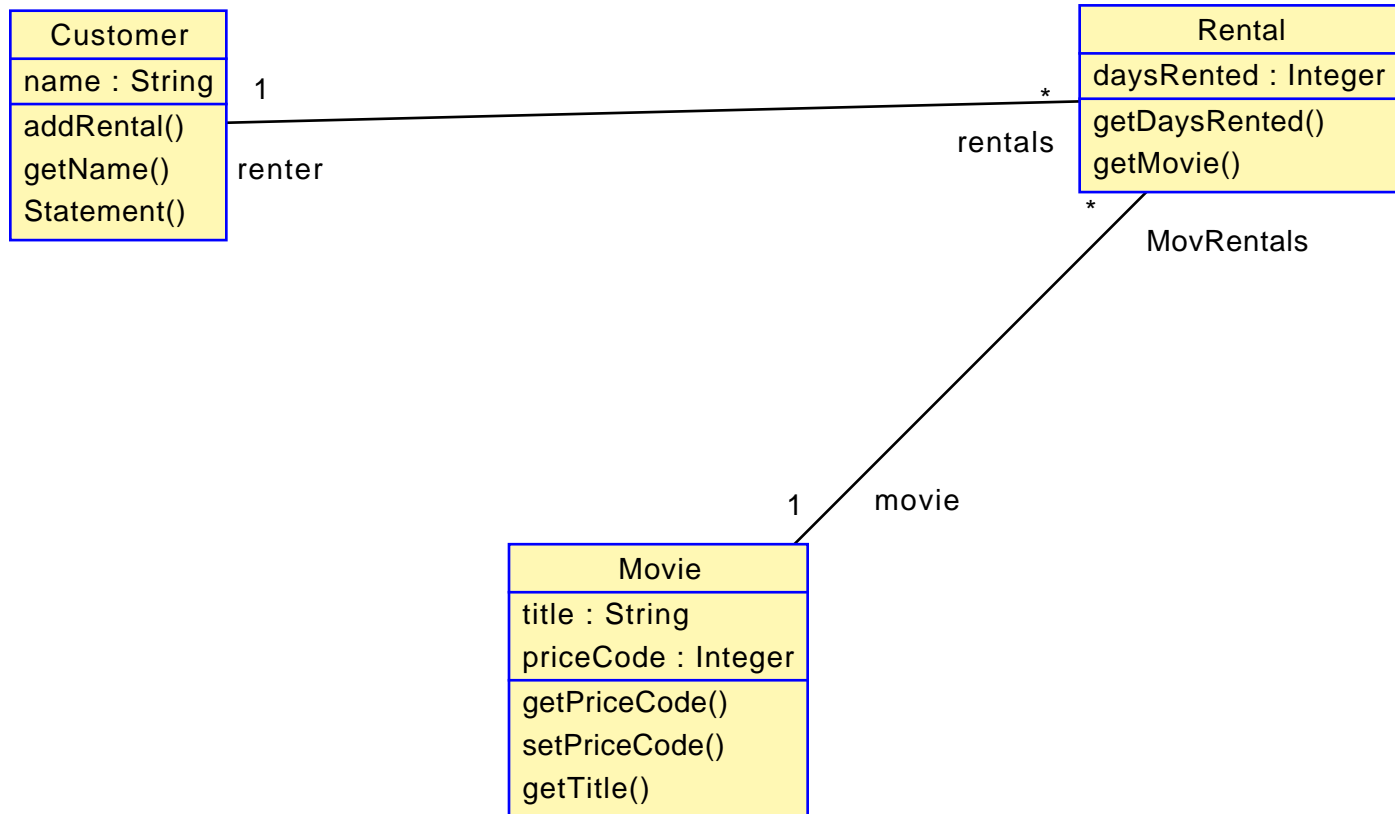 Customer
name : String
addRental()
getName()
Statement()
1
renter
*
rentals
Rental
daysRented : Integer
getDaysRented()
getMovie()
*
MovRentals
1
movie
Movie
title : String
priceCode : Integer
getPriceCode()
setPriceCode()
getTitle()